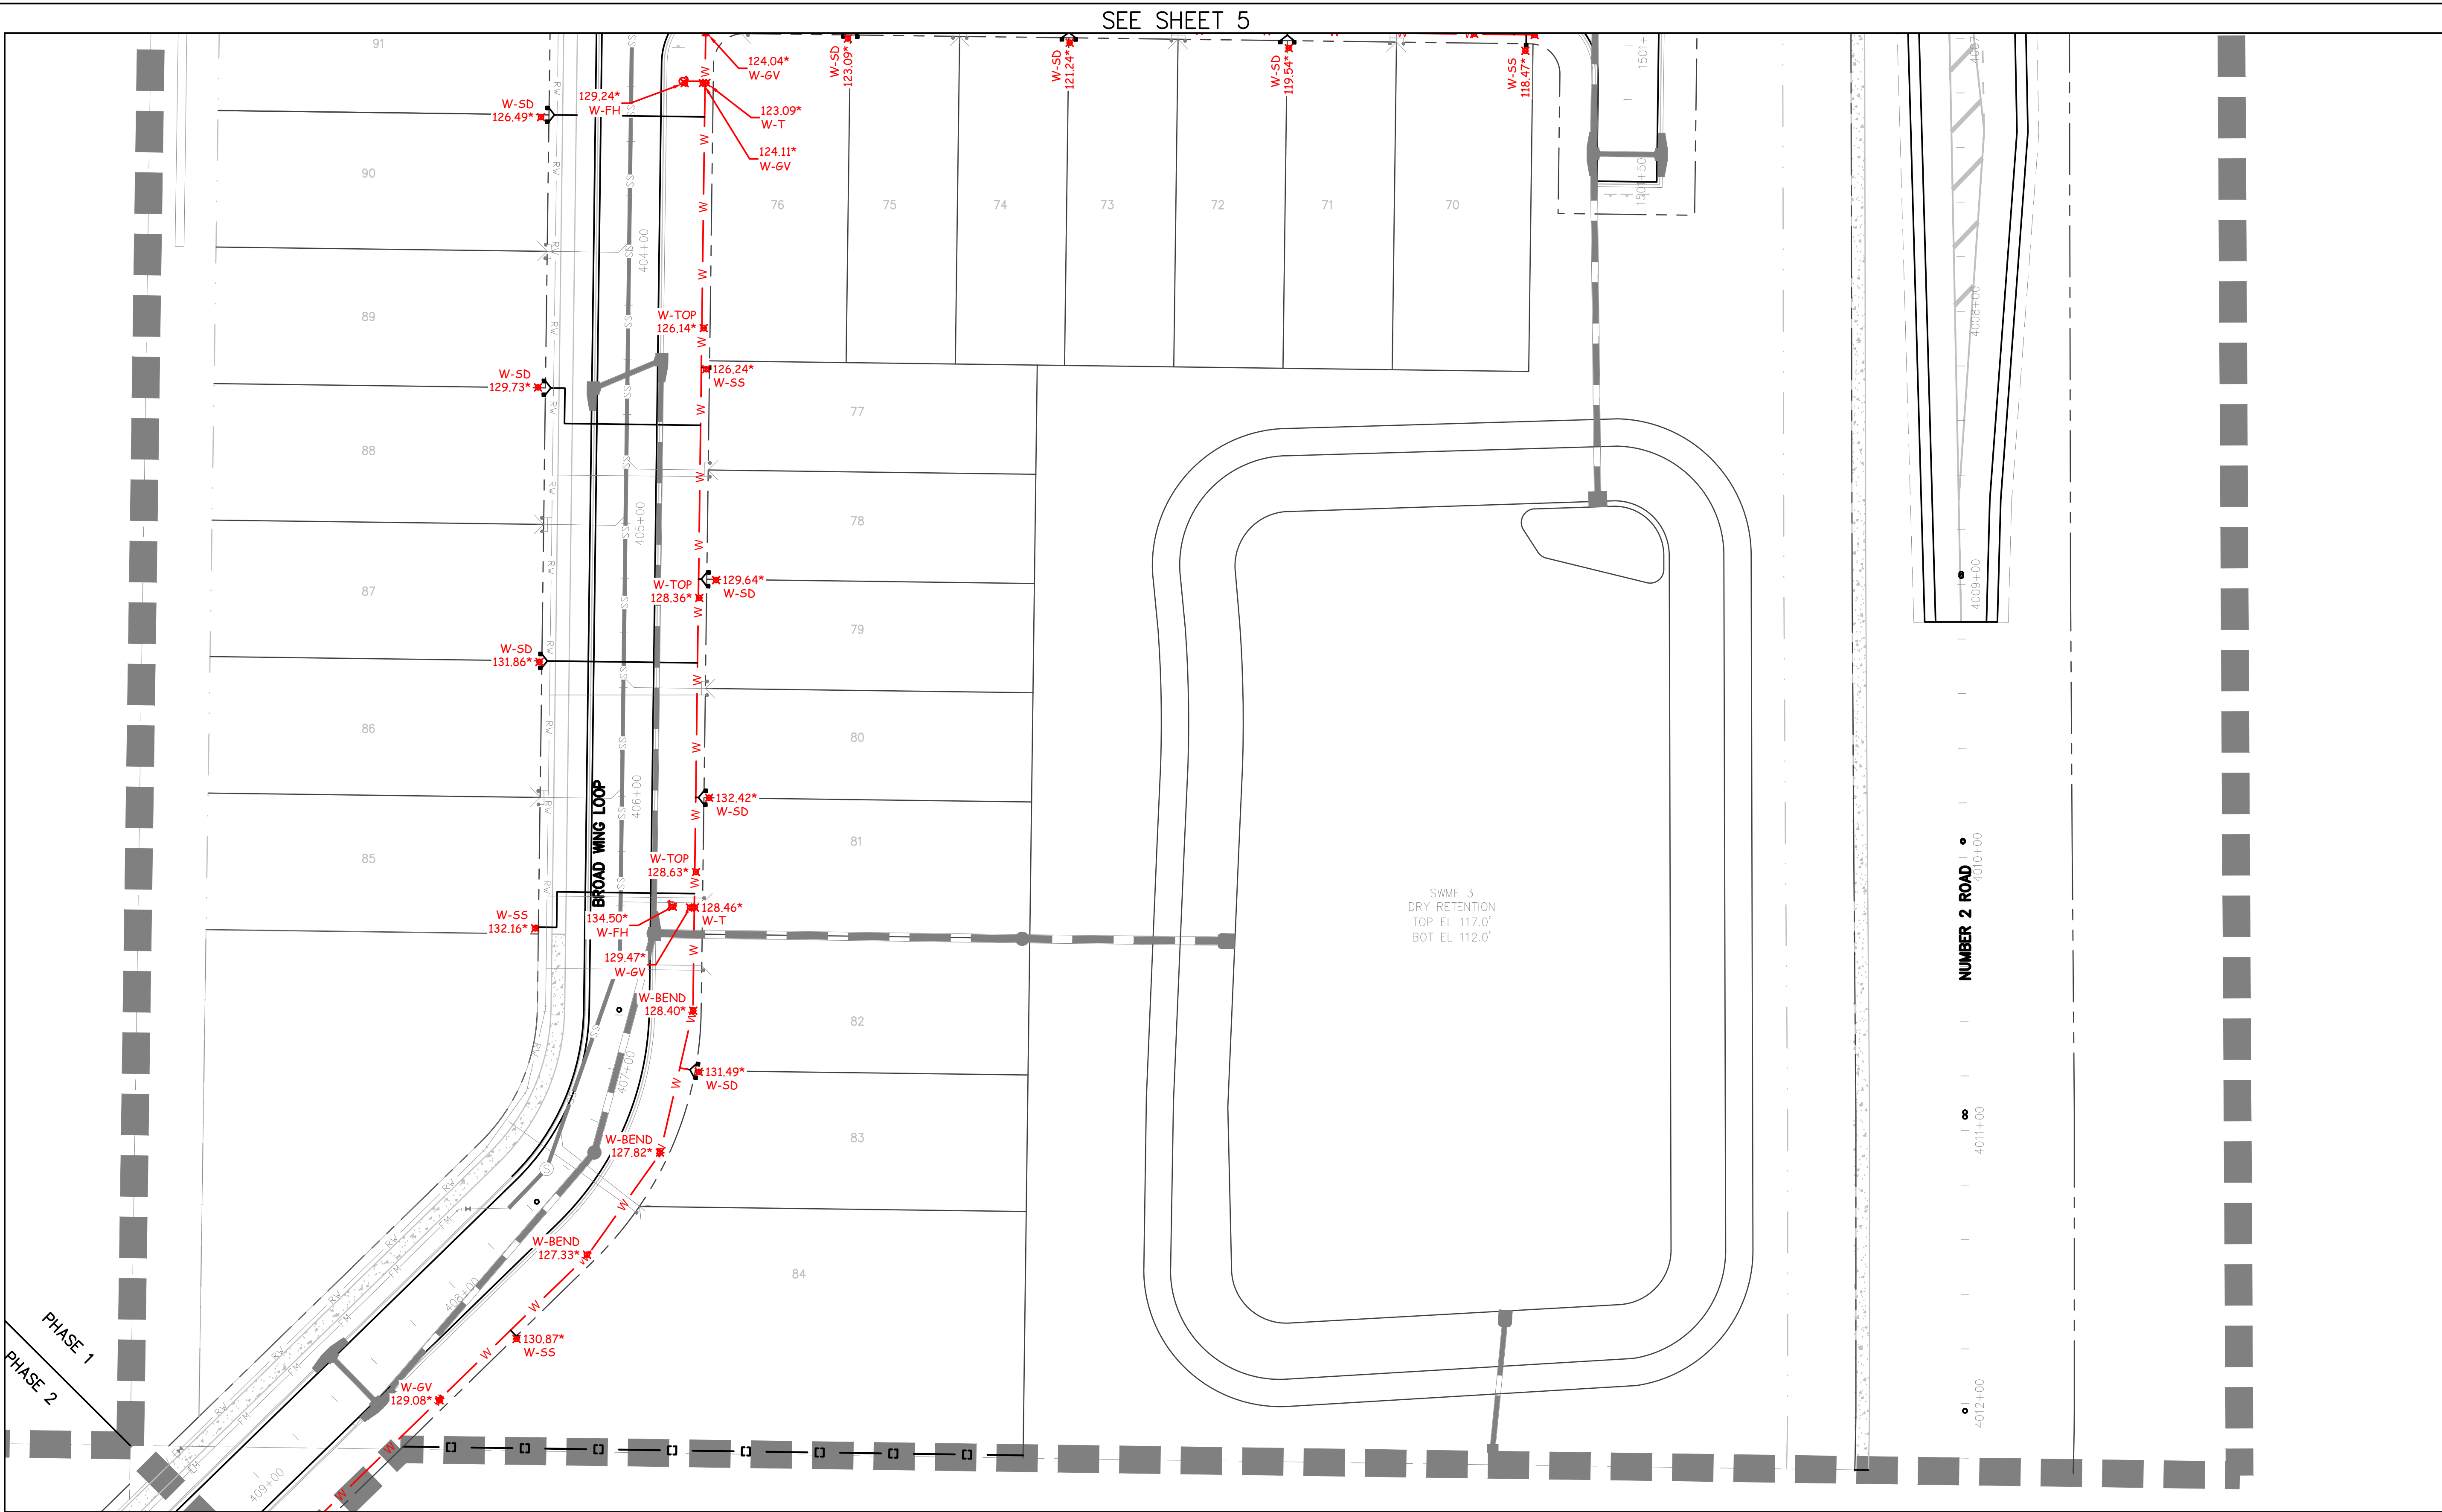 SEE SHEET 5
91
124.04*
W-GV
129.24*
W-FH
123.09*
W-T
124.11*
W-GV
W-SD
126.49*
W-SD
123.09*
W-SD
121.24*
W-SD
119.54*
W-SS
118.47*
1501+50
4007
90
76
75
74
73
72
71
70
404+00
89
W-TOP
126.14*
4008+00
W-SD
129.73*
126.24*
W-SS
77
88
78
405+00
129.64*
W-SD
W-TOP
128.36*
87
79
4009+00
W-SD
131.86*
86
80
406+00
132.42*
W-SD
BROAD WING LOOP
85
81
W-TOP
128.63*
W-SS
132.16*
134.50*
W-FH
128.46*
W-T
129.47*
W-GV
SWMF 3
DRY RETENTION
TOP EL 117.0'
BOT EL 112.0'
NUMBER 2 ROAD
4010+00
W-BEND
128.40*
82
407+00
131.49*
W-SD
4011+00
W-BEND
127.82*
83
S
W-BEND
127.33*
84
408+00
130.87*
W-SS
PHASE 1
PHASE 2
W-GV
129.08*
4012+00
409+00
W
RW
SS
FM